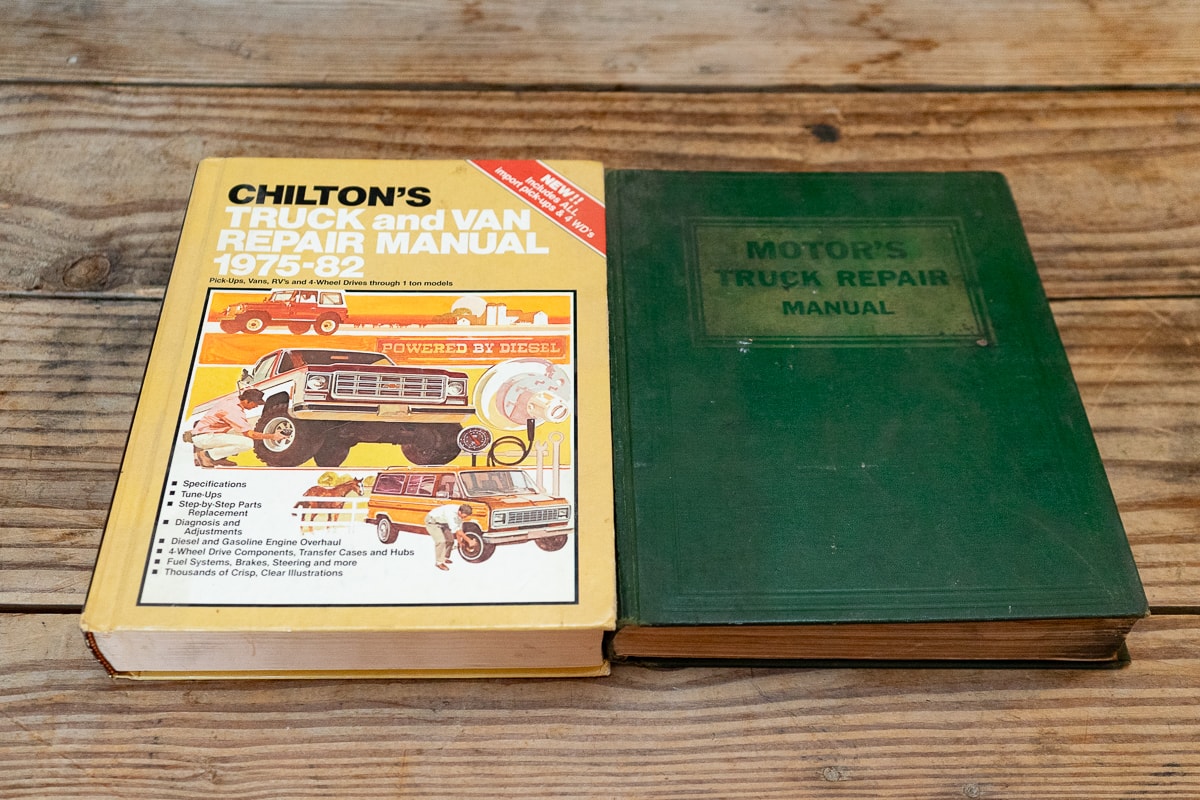 CHILTON'S
TRUCK and VAN
REPAIR MANUAL
1975-82
Pick-Ups, Vans, RV's and 4-Wheel Drives through 1 ton models
NEW!!
Includes ALL
import pick-ups & 4 WD's
POWERED BY DIESEL
■ Specifications
■ Tune-Ups
■ Step-by-Step Parts
Replacement
■ Diagnosis and
Adjustments
■ Diesel and Gasoline Engine Overhaul
■ 4-Wheel Drive Components, Transfer Cases and Hubs
■ Fuel Systems, Brakes, Steering and more
■ Thousands of Crisp, Clear Illustrations
MOTOR'S
TRUCK REPAIR
MANUAL